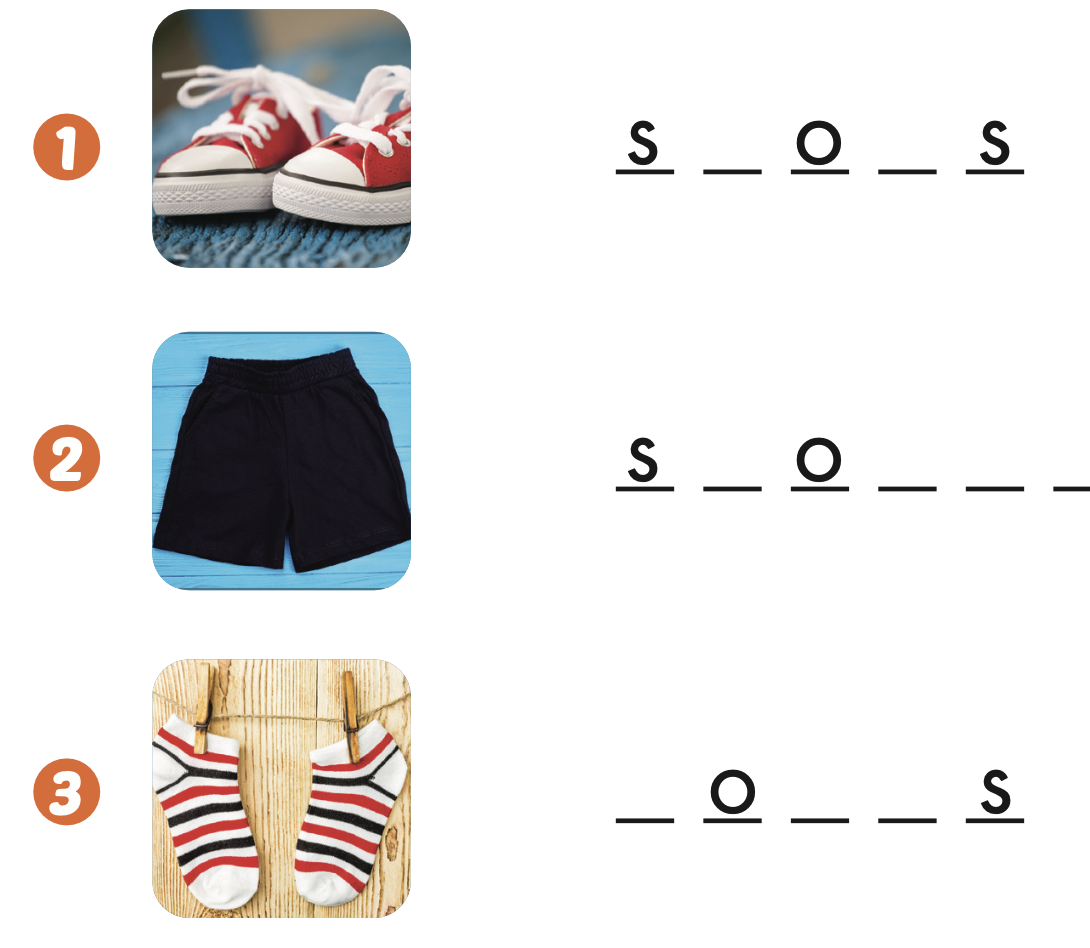 1 S _ O _ S
2 S _ O _ _ _
3 _ O _ _ S